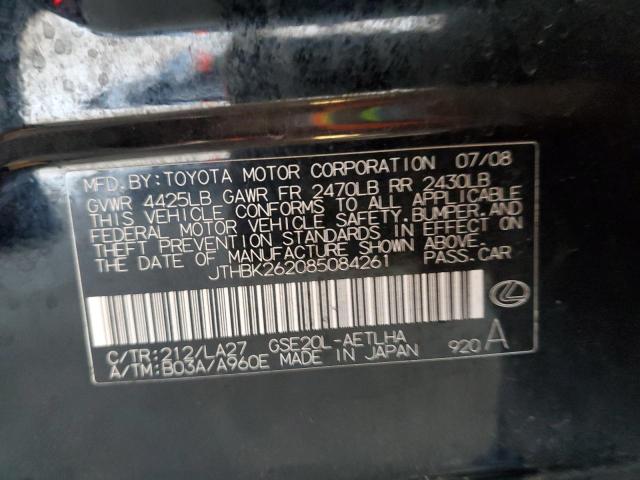 MFD. BY: TOYOTA MOTOR CORPORATION 07/08
GVWR 4425LB GAWR FR 2470LB RR 2430LB
THIS VEHICLE CONFORMS TO ALL APPLICABLE
FEDERAL MOTOR VEHICLE SAFETY, BUMPER, AND
THEFT PREVENTION STANDARDS IN EFFECT ON
THE DATE OF MANUFACTURE SHOWN ABOVE.
JTHBK262085084261 PASS.CAR
C/TR:212/LA27 GSE20L-AETLHA
A/TM:B03A/A960E MADE IN JAPAN 920 A